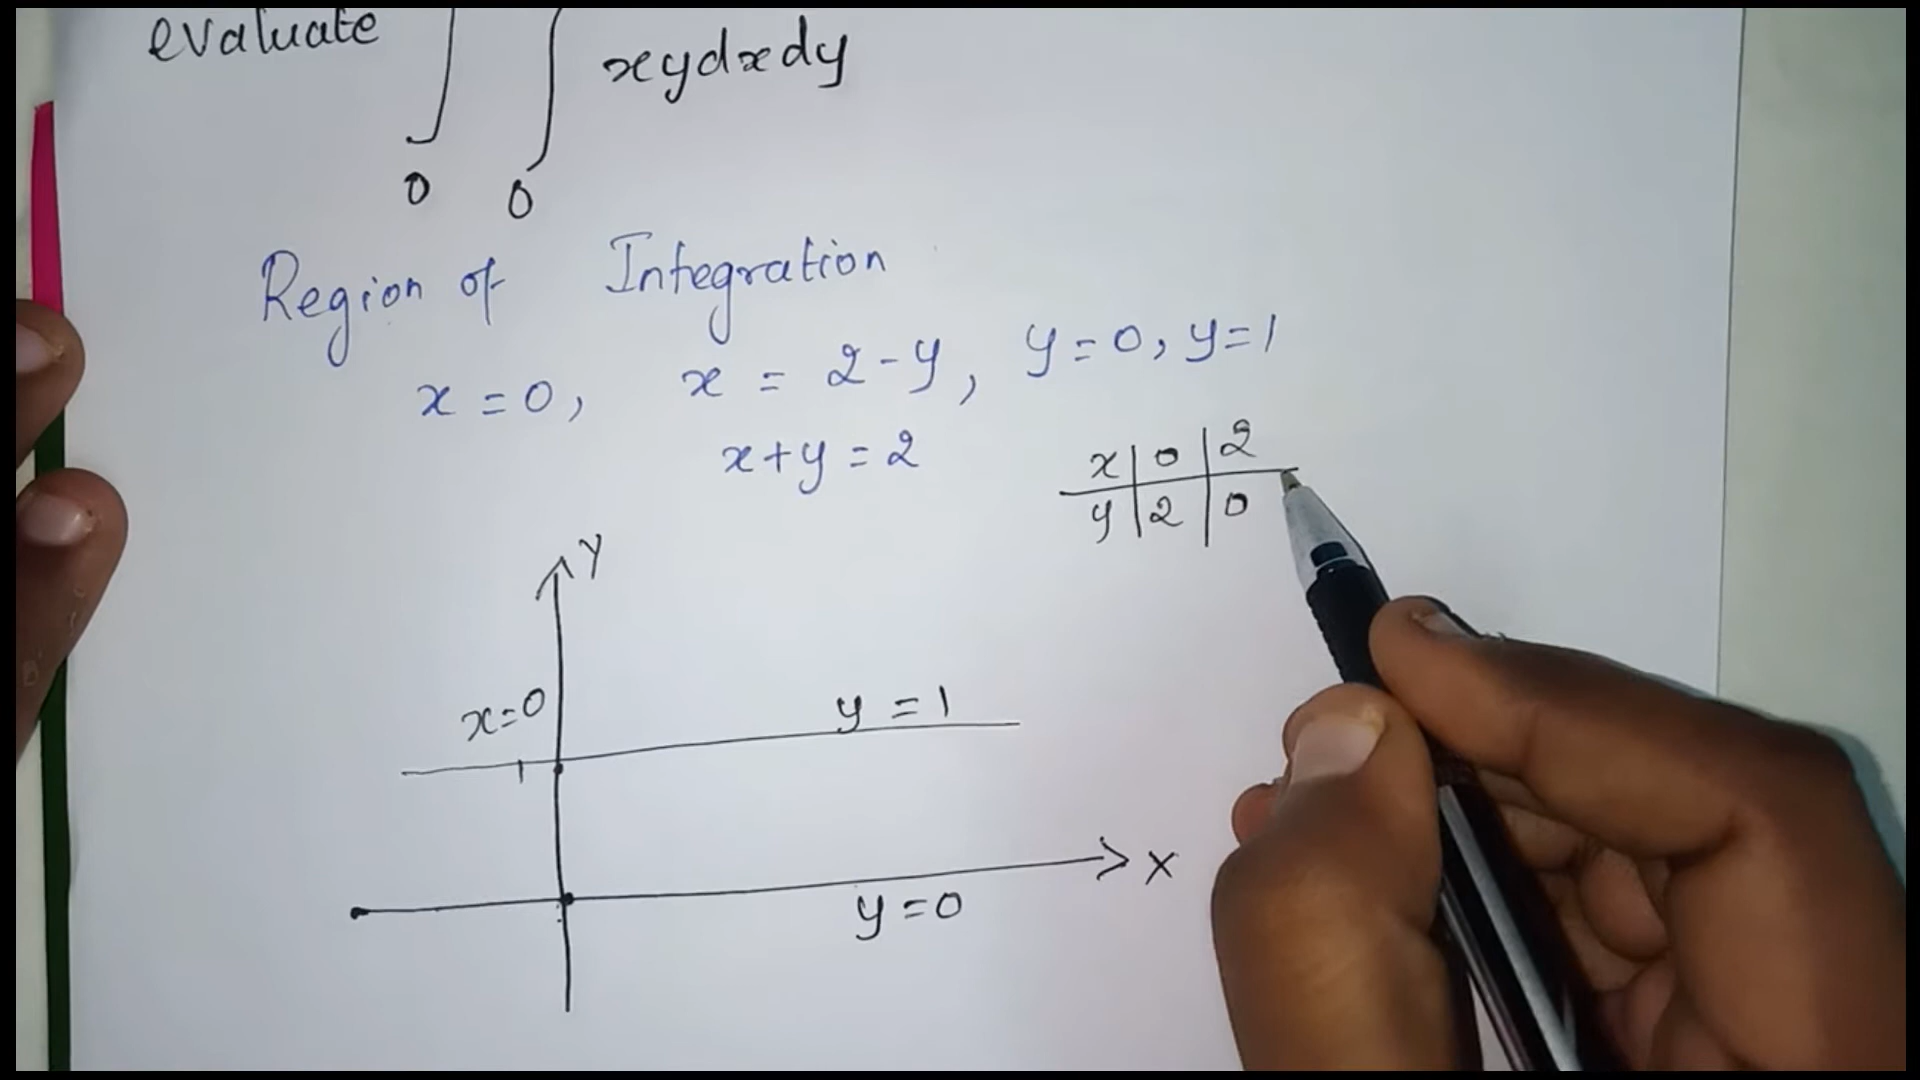 evaluate ∫ ∫ xydxdy
0 0
Region of Integration
x = 0, x = 2-y, y=0, y=1
x+y=2
x | 0 | 2
y | 2 | 0
y
x=0
y = 1
1
x
y=0